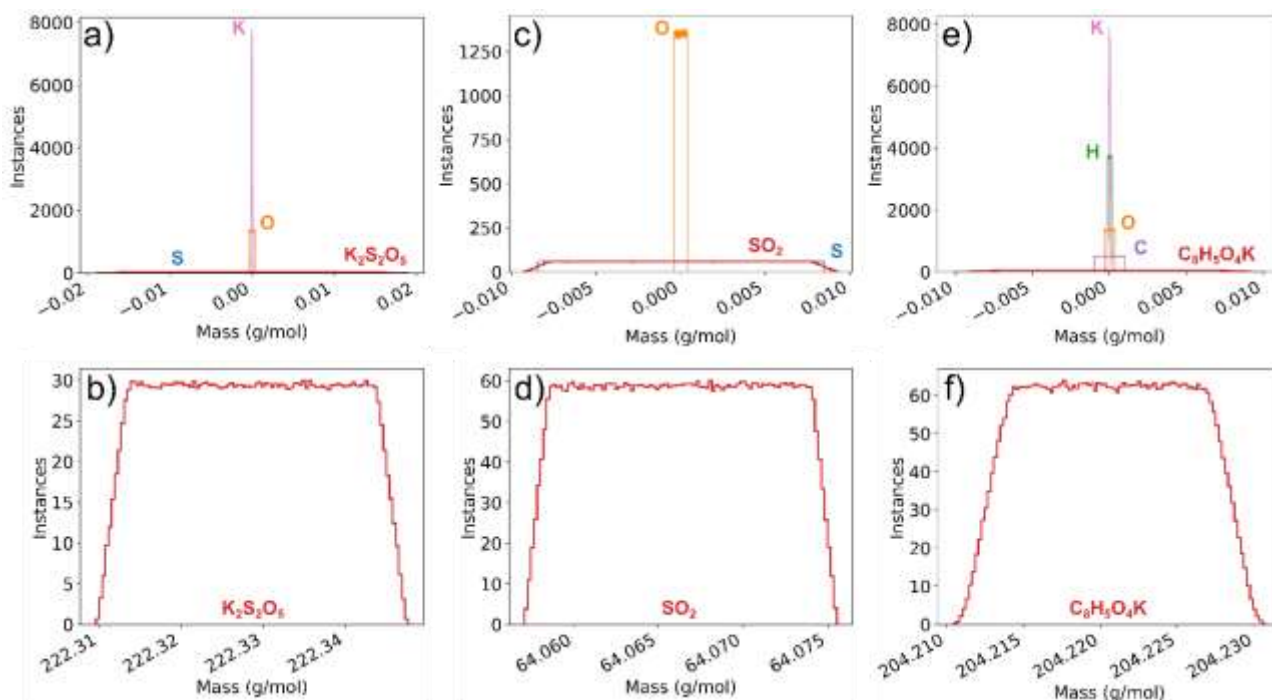 a)
Instances
8000
6000
4000
2000
0
K
O
S
K₂S₂O₅
−0.02
−0.01
0.00
0.01
0.02
Mass (g/mol)
c)
Instances
1250
1000
750
500
250
0
O
SO₂
S
−0.010
−0.005
0.000
0.005
0.010
Mass (g/mol)
e)
Instances
8000
6000
4000
2000
0
K
H
O
C
C₈H₅O₄K
−0.010
−0.005
0.000
0.005
0.010
Mass (g/mol)
b)
Instances
30
25
20
15
10
5
0
K₂S₂O₅
222.31
222.32
222.33
222.34
Mass (g/mol)
d)
Instances
60
50
40
30
20
10
0
SO₂
64.060
64.065
64.070
64.075
Mass (g/mol)
f)
Instances
60
50
40
30
20
10
0
C₈H₅O₄K
204.210
204.215
204.220
204.225
204.230
Mass (g/mol)